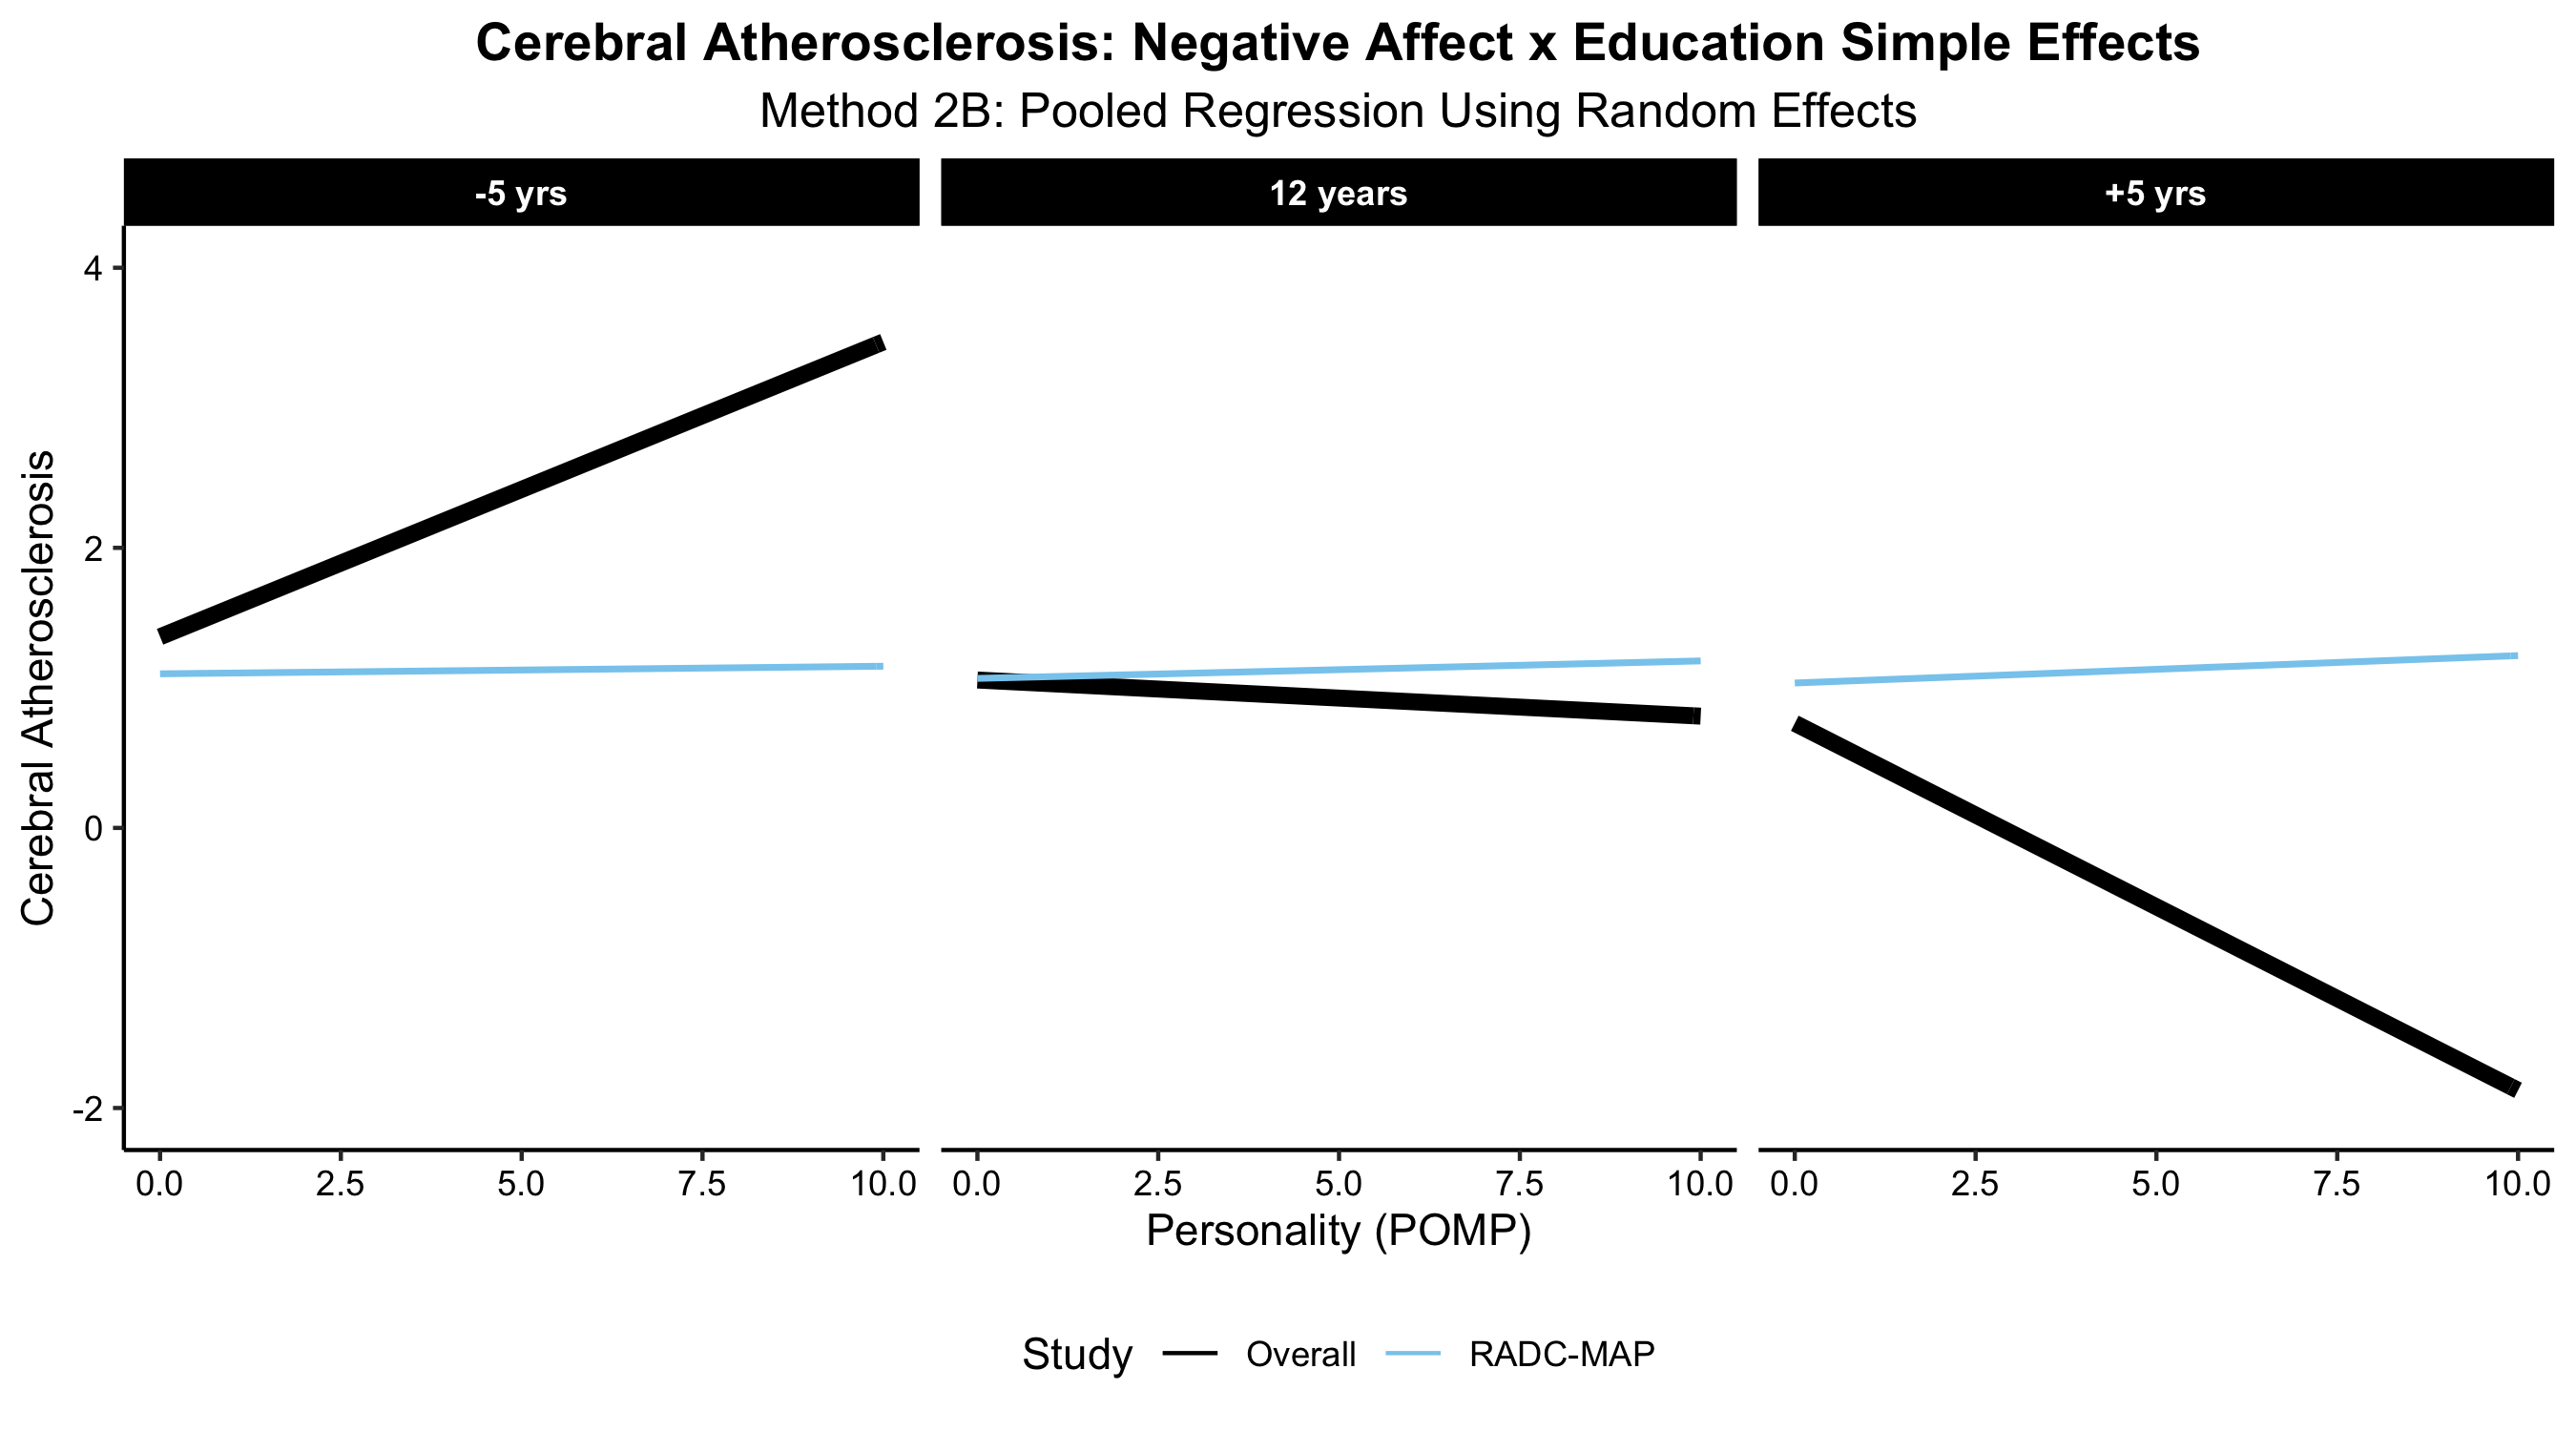 Cerebral Atherosclerosis: Negative Affect x Education Simple Effects
Method 2B: Pooled Regression Using Random Effects
-5 yrs 12 years +5 yrs
Cerebral Atherosclerosis
4
2
0
-2
0.0 2.5 5.0 7.5 10.0 0.0 2.5 5.0 7.5 10.0 0.0 2.5 5.0 7.5 10.0
Personality (POMP)
Study Overall RADC-MAP